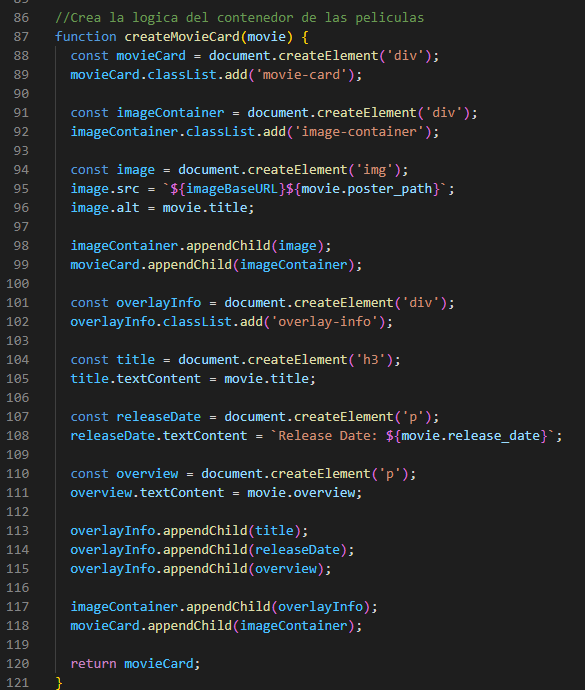 86 //Crea la logica del contenedor de las peliculas
87 function createMovieCard(movie) {
88 const movieCard = document.createElement('div');
89 movieCard.classList.add('movie-card');
90
91 const imageContainer = document.createElement('div');
92 imageContainer.classList.add('image-container');
93
94 const image = document.createElement('img');
95 image.src = `${imageBaseURL}${movie.poster_path}`;
96 image.alt = movie.title;
97
98 imageContainer.appendChild(image);
99 movieCard.appendChild(imageContainer);
100
101 const overlayInfo = document.createElement('div');
102 overlayInfo.classList.add('overlay-info');
103
104 const title = document.createElement('h3');
105 title.textContent = movie.title;
106
107 const releaseDate = document.createElement('p');
108 releaseDate.textContent = `Release Date: ${movie.release_date}`;
109
110 const overview = document.createElement('p');
111 overview.textContent = movie.overview;
112
113 overlayInfo.appendChild(title);
114 overlayInfo.appendChild(releaseDate);
115 overlayInfo.appendChild(overview);
116
117 imageContainer.appendChild(overlayInfo);
118 movieCard.appendChild(imageContainer);
119
120 return movieCard;
121 }